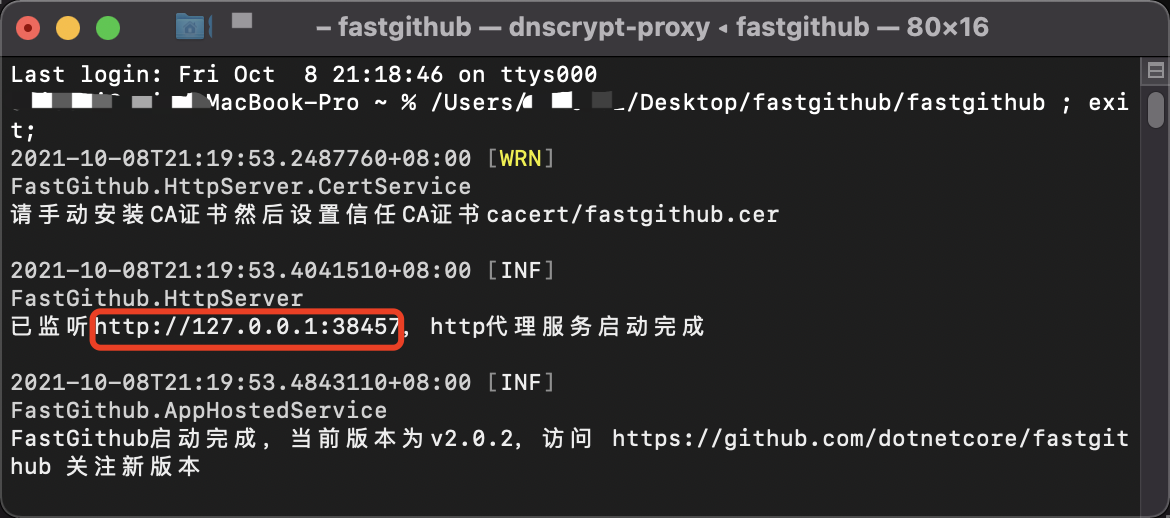 – fastgithub — dnscrypt-proxy ◂ fastgithub — 80×16
Last login: Fri Oct  8 21:18:46 on ttys000
MacBook-Pro ~ % /Users/ /Desktop/fastgithub/fastgithub ; exi
t;
2021-10-08T21:19:53.2487760+08:00 [WRN]
FastGithub.HttpServer.CertService
请手动安装CA证书然后设置信任CA证书cacert/fastgithub.cer
2021-10-08T21:19:53.4041510+08:00 [INF]
FastGithub.HttpServer
已监听http://127.0.0.1:38457，http代理服务启动完成
2021-10-08T21:19:53.4843110+08:00 [INF]
FastGithub.AppHostedService
FastGithub启动完成，当前版本为v2.0.2，访问 https://github.com/dotnetcore/fastgit
hub 关注新版本